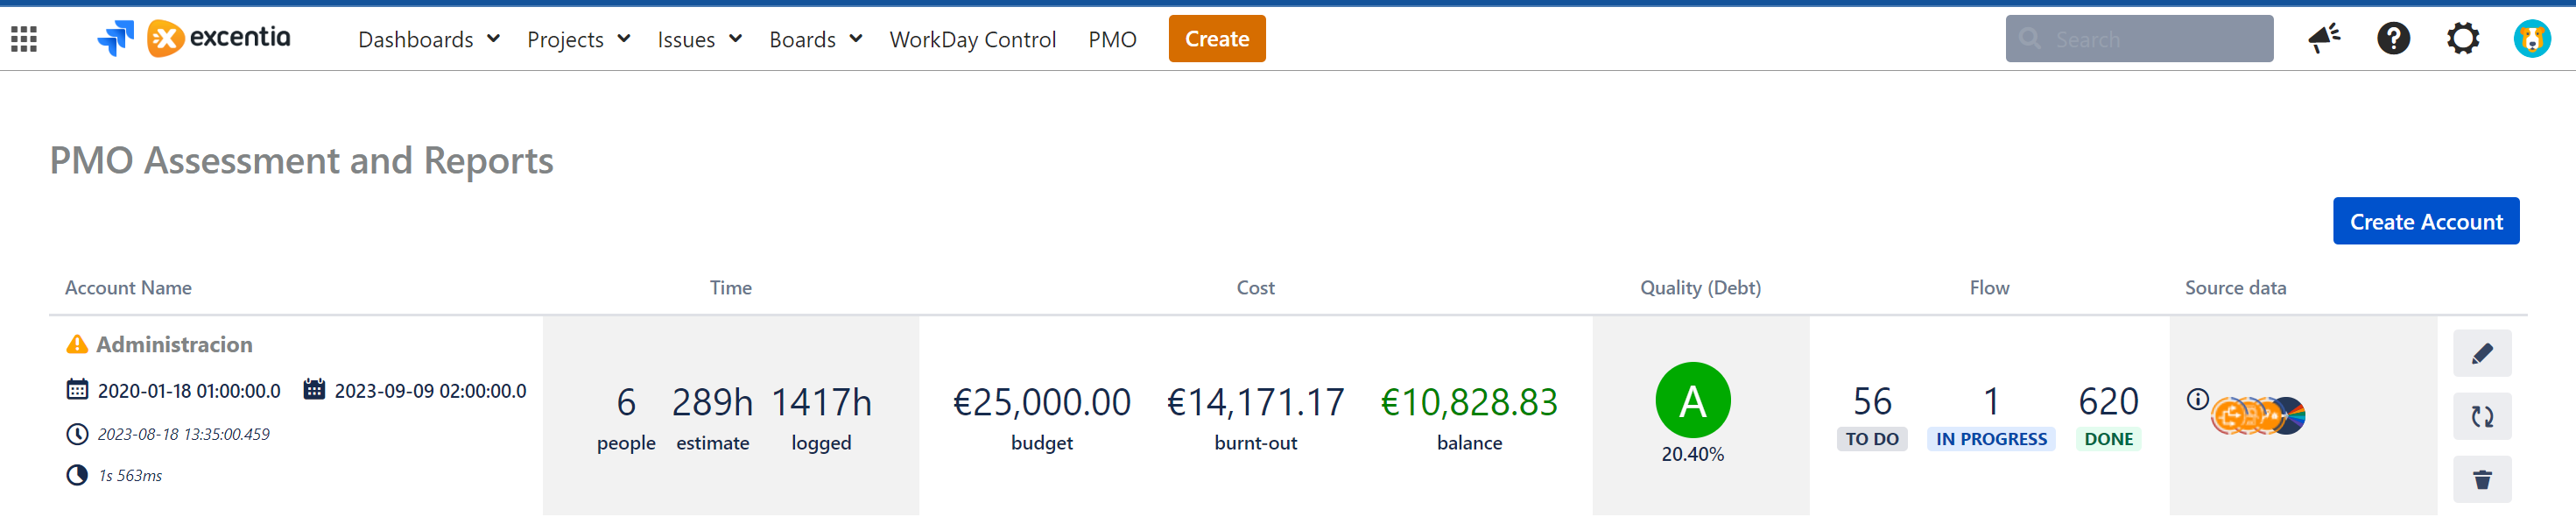 excentia Dashboards Projects Issues Boards WorkDay Control PMO Create Search
PMO Assessment and Reports
Create Account
Account Name Time Cost Quality (Debt) Flow Source data
Administracion
2020-01-18 01:00:00.0 2023-09-09 02:00:00.0
2023-08-18 13:35:00.459
1s 563ms
6 289h 1417h €25,000.00 €14,171.17 €10,828.83 A 56 1 620
people estimate logged budget burnt-out balance 20.40% TO DO IN PROGRESS DONE